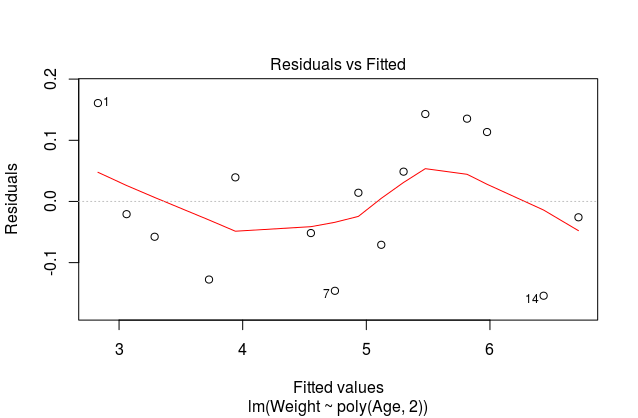 Residuals vs Fitted
0.2
0.1
0.0
-0.1
Residuals
1
7
14
3 4 5 6
Fitted values
lm(Weight ~ poly(Age, 2))